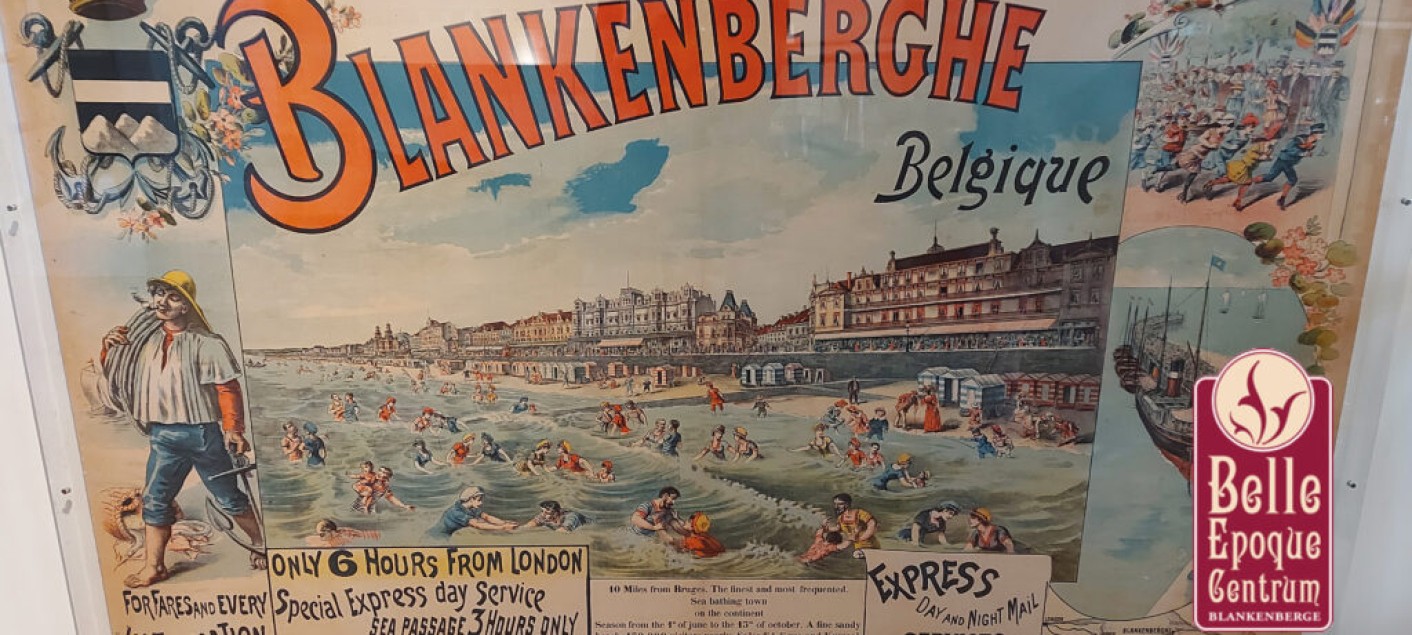 BLANKENBERGHE
Belgique
ONLY 6 HOURS FROM LONDON
Special Express day Service
SEA PASSAGE 3 HOURS ONLY
FOR FARES AND EVERY
10 Miles from Bruges. The finest and most frequented.
Sea bathing town
on the continent
Season from the 1st of june to the 15th of october. A fine sandy
EXPRESS
DAY AND NIGHT MAIL
Belle
Epoque
Centrum
BLANKENBERGE